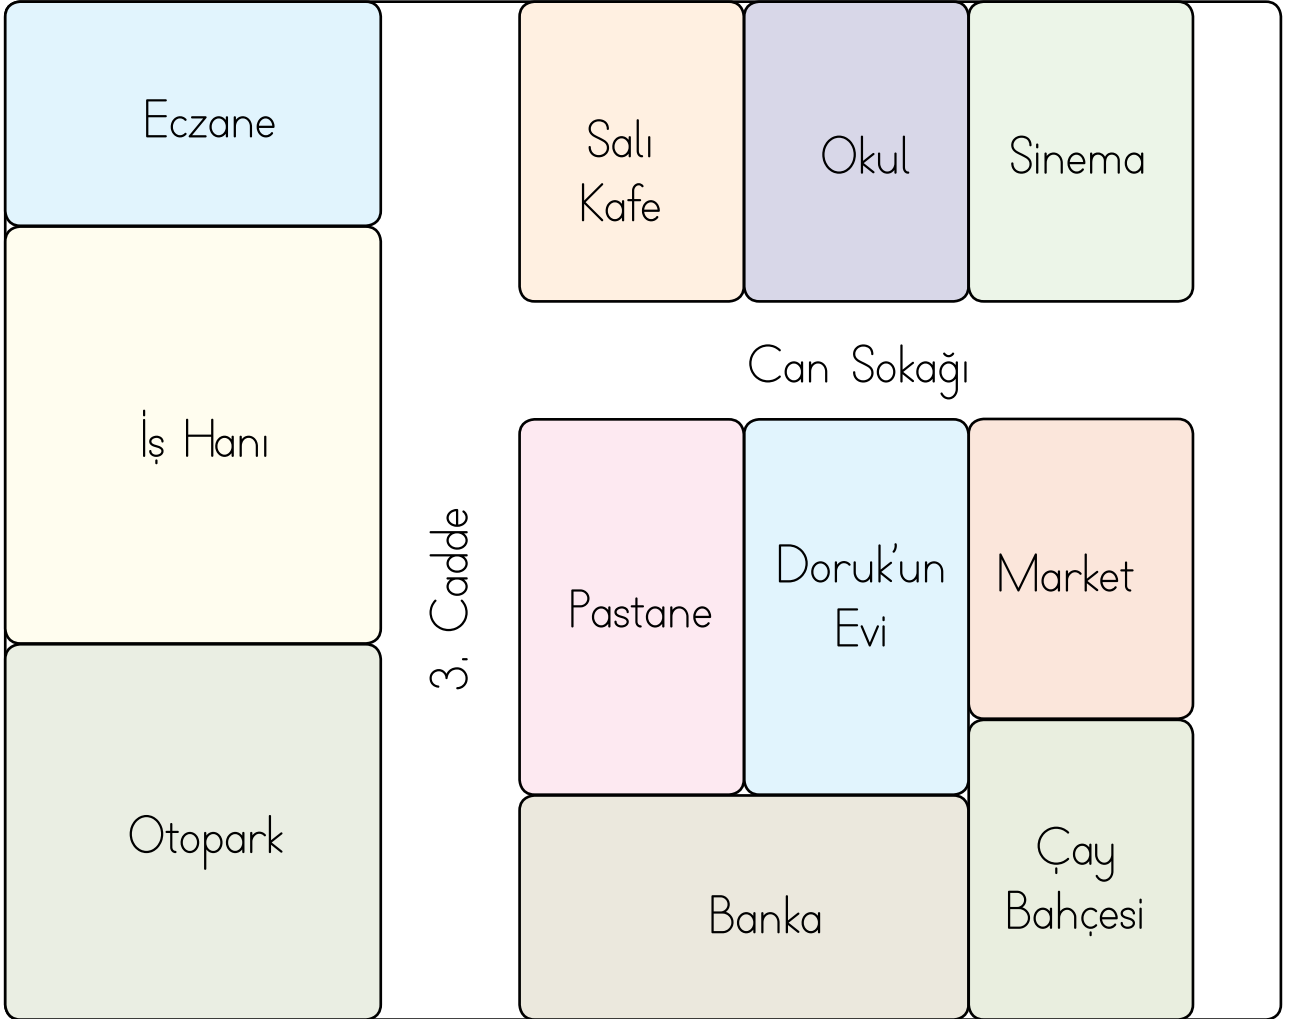 Eczane
Salı
Kafe
Okul
Sinema
Can Sokağı
İş Hanı
3. Cadde
Pastane
Doruk'un
Evi
Market
Otopark
Banka
Çay
Bahçesi